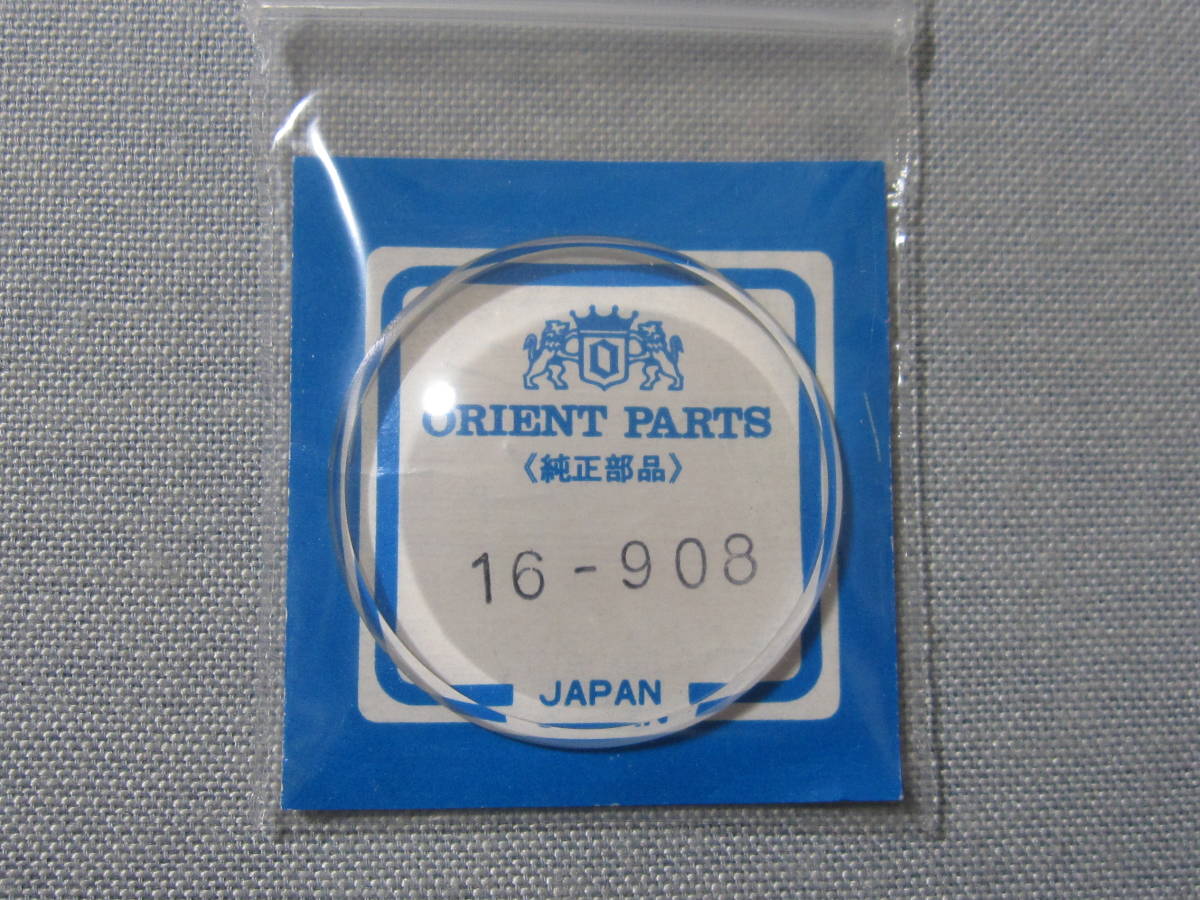 O
ORIENT PARTS
《純正部品》
16-908
JAPAN